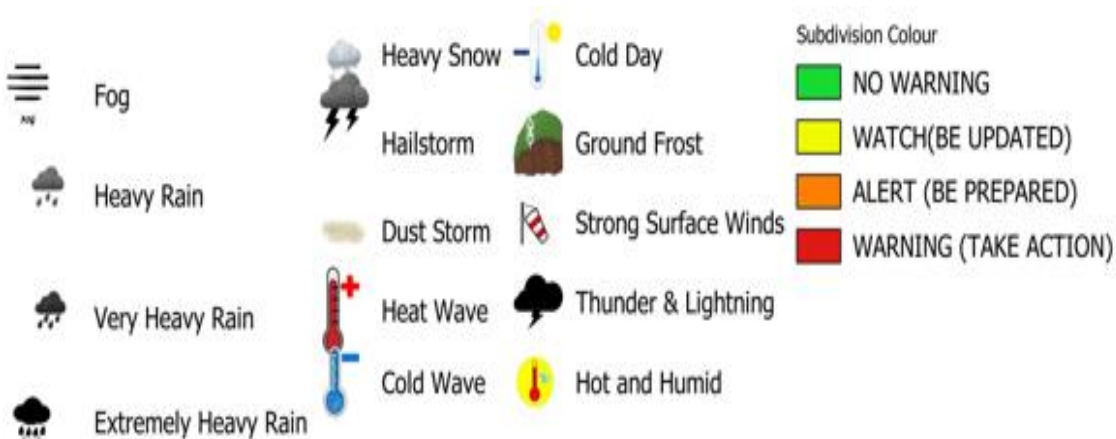 Fog
Heavy Rain
Very Heavy Rain
Extremely Heavy Rain
Heavy Snow
Hailstorm
Dust Storm
Heat Wave
Cold Wave
Cold Day
Ground Frost
Strong Surface Winds
Thunder & Lightning
Hot and Humid
Subdivision Colour
NO WARNING
WATCH(BE UPDATED)
ALERT (BE PREPARED)
WARNING (TAKE ACTION)